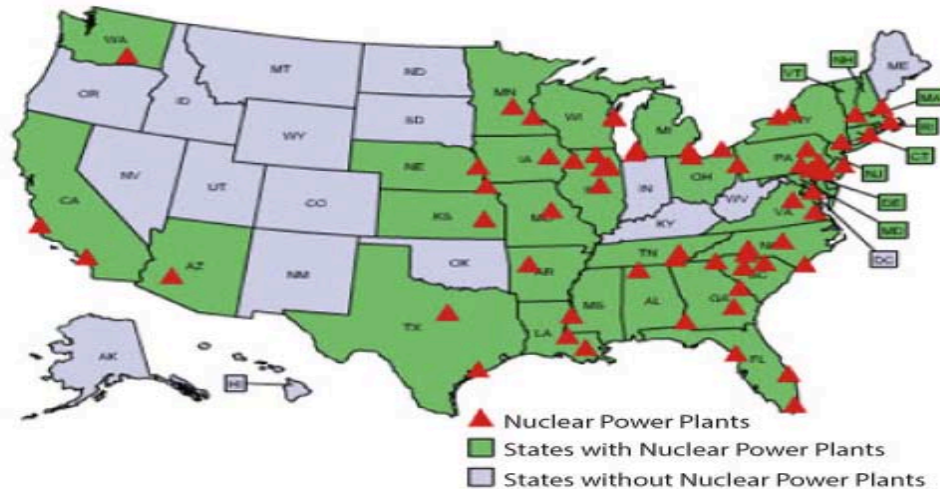 WA
MT
ND
MN
OR
ID
SD
WI
MI
WY
VT
NH
ME
MA
NY
RI
CT
NV
UT
CO
CA
NE
IA
IN
OH
PA
NJ
DE
MD
DC
KS
KY
WV
VA
AZ
NM
OK
AR
TN
NC
SC
TX
LA
MS
AL
GA
FL
AK
HI
Nuclear Power Plants
States with Nuclear Power Plants
States without Nuclear Power Plants